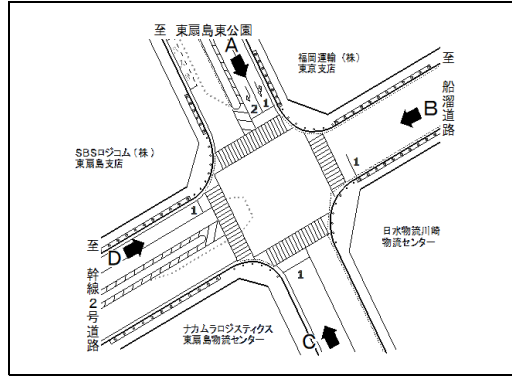 至 東扇島東公園
A
福岡運輸(株)
東京支店
至 船溜道路
B
2
1
SBSロジコム(株)
東扇島支店
1
1
日水物流川崎
物流センター
D
至 幹線2号道路
1
ナカムラロジスティクス
東扇島物流センター
C